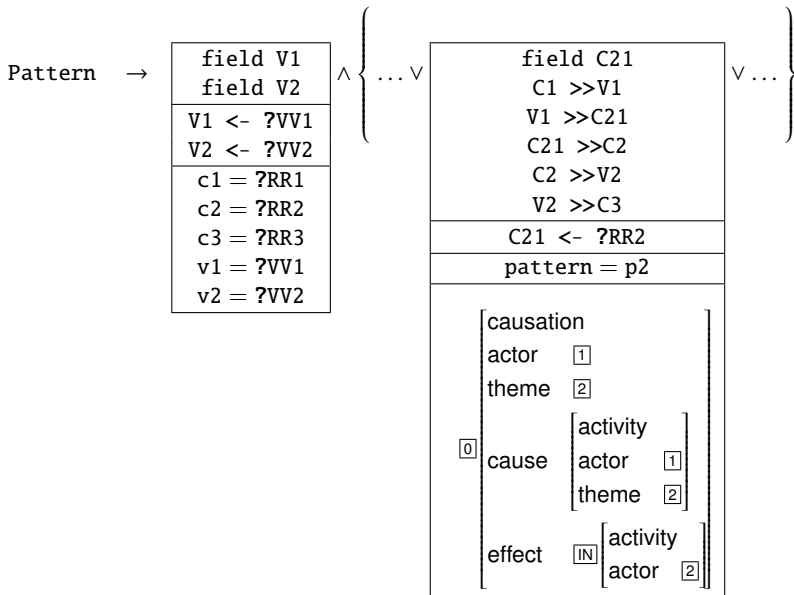 Pattern →
field V1
field V2
V1 <- ?VV1
V2 <- ?VV2
c1 = ?RR1
c2 = ?RR2
c3 = ?RR3
v1 = ?VV1
v2 = ?VV2
∧ { … ∨
field C21
C1 >>V1
V1 >>C21
C21 >>C2
C2 >>V2
V2 >>C3
C21 <- ?RR2
pattern = p2
0
causation
actor 1
theme 2
cause
activity
actor 1
theme 2
effect IN
activity
actor 2
∨ … }